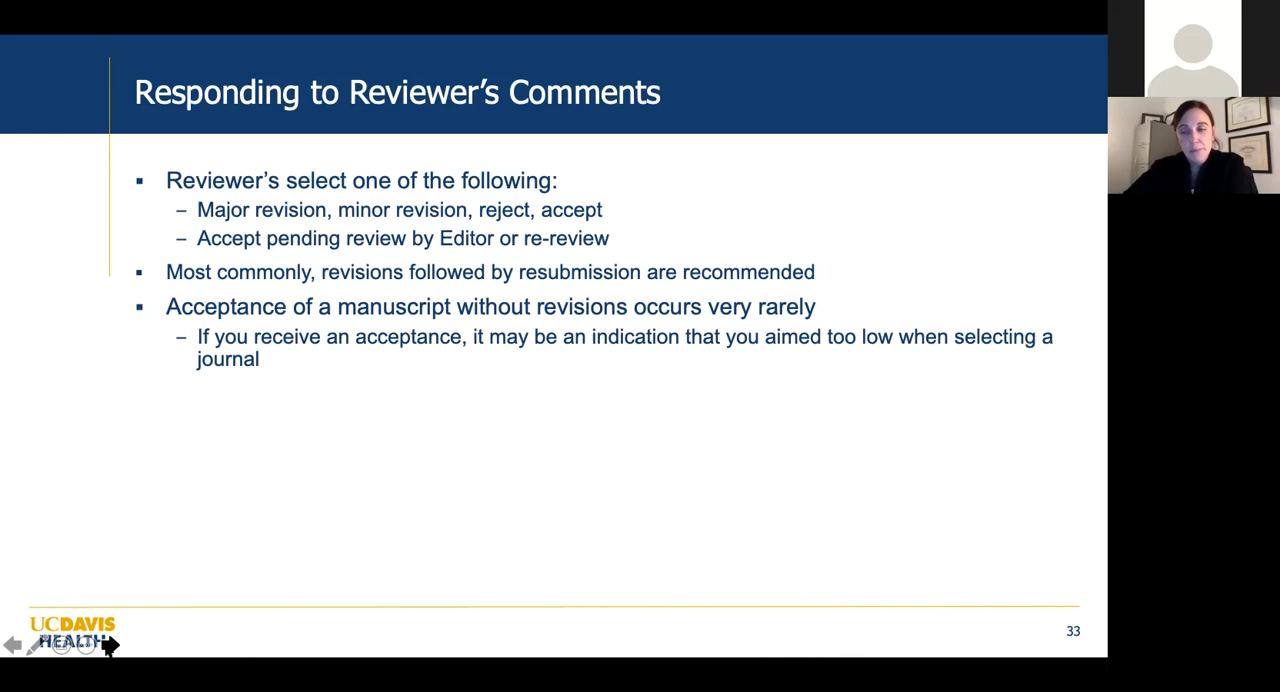 Responding to Reviewer's Comments
▪ Reviewer's select one of the following:
– Major revision, minor revision, reject, accept
– Accept pending review by Editor or re-review
▪ Most commonly, revisions followed by resubmission are recommended
▪ Acceptance of a manuscript without revisions occurs very rarely
– If you receive an acceptance, it may be an indication that you aimed too low when selecting a
journal
UCDAVIS
HEALTH
33